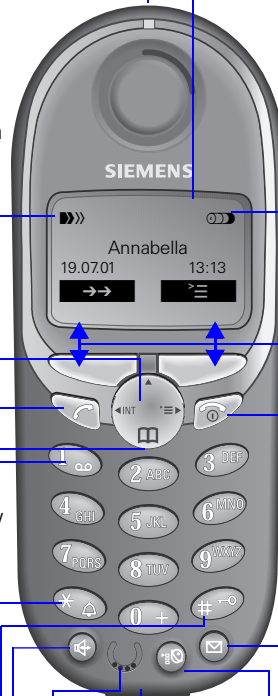 SIEMENS
Annabella
19.07.01 13:13
INT
1 2 ABC 3 DEF
4 GHI 5 JKL 6 MNO
7 PQRS 8 TUV 9 WXYZ
* 0 + #